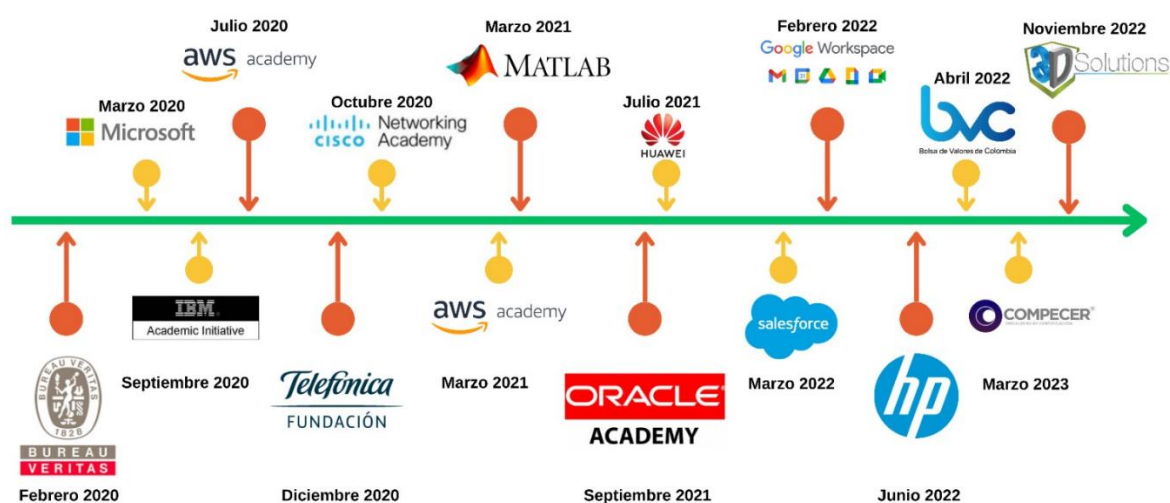 Julio 2020
aws academy
Marzo 2021
MATLAB
Febrero 2022
Google Workspace
Noviembre 2022
3D Solutions
Marzo 2020
Microsoft
Octubre 2020
CISCO Networking
Academy
Julio 2021
HUAWEI
Abril 2022
bvc
Bolsa de Valores de Colombia
IBM
Academic Initiative
Septiembre 2020
aws academy
Marzo 2021
salesforce
Marzo 2022
COMPECER®
Marzo 2023
BUREAU VERITAS
1828
BUREAU
VERITAS
Febrero 2020
Telefónica
FUNDACIÓN
Diciembre 2020
ORACLE
ACADEMY
Septiembre 2021
hp
Junio 2022